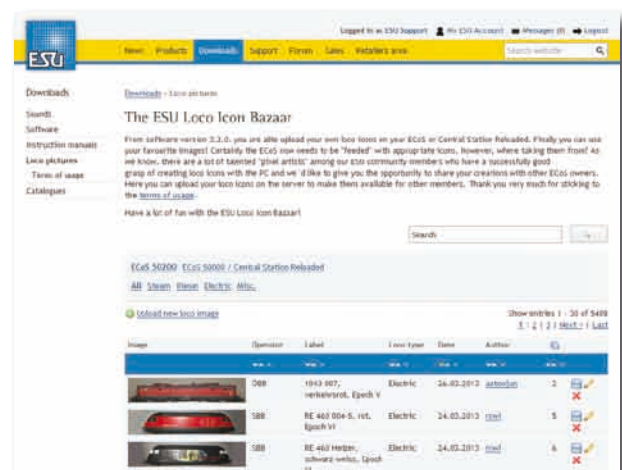 Logged in as ESU Support My ESU Account Messages (0) Logout
ESU
News Products Downloads Support Forum Sales Retailers area Search website
Downloads
Sounds
Software
Instruction manuals
Loco pictures
Terms of usage
Catalogues
Downloads › Loco pictures
The ESU Loco Icon Bazaar
From software version 3.2.0. you are able upload your own loco icons on your ECoS or Central Station Reloaded. Finally you can use
your favourite images! Certainly the ECoS now needs to be "feeded" with appropriate icons, however, where taking them from? As
we know, there are a lot of talented "pixel artists" among our ESU community members who have a successfully good
grasp of creating loco icons with the PC and we 'd like to give you the opportunity to share your creations with other ECoS owners.
Here you can upload your loco icons on the server to make them available for other members. Thank you very much for sticking to
the terms of usage.
Have a lot of fun with the ESU Loco Icon Bazaar!
Search
ECoS 50200 ECoS 50000 / Central Station Reloaded
All Steam Diesel Electric Misc.
Upload new loco image
Show entries 1 - 30 of 5408
1 | 2 | 3 | Next › | Last
Image Operator Label Loco type Date Author
ÖBB 1043 007, Electric 26.03.2013 2
verkehrsrot, Epoch V
SBB RE 460 004-5, rot, Electric 24.03.2013 rowi 5
Epoch VI
SBB RE 460 Helter, Electric 24.03.2013 rowi 6
schwarz-weiss, Epoch
VI